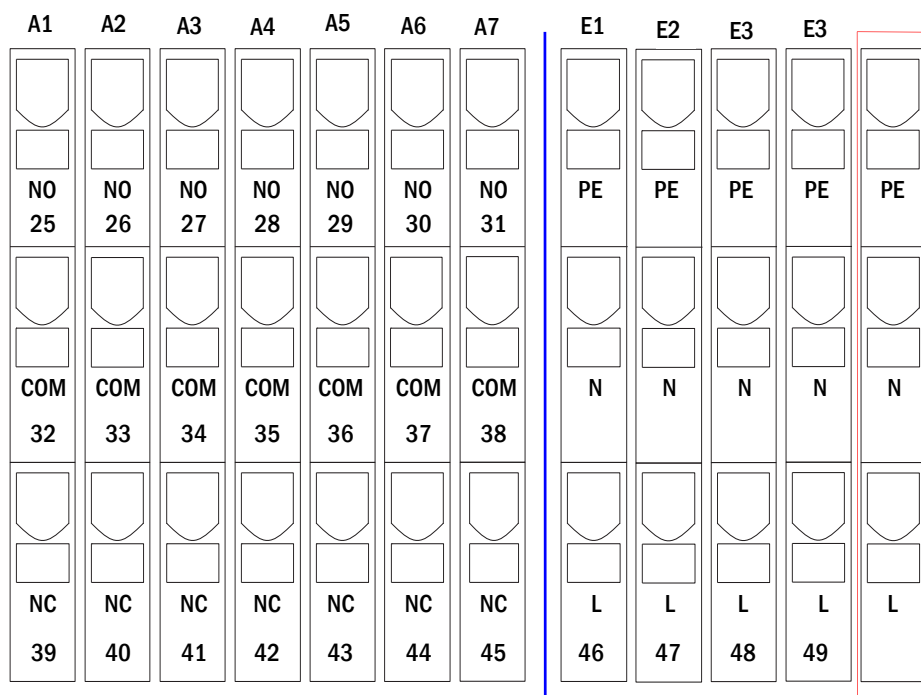 A1 A2 A3 A4 A5 A6 A7 E1 E2 E3 E3
NO NO NO NO NO NO NO PE PE PE PE PE
25 26 27 28 29 30 31
COM COM COM COM COM COM COM N N N N N
32 33 34 35 36 37 38
NC NC NC NC NC NC NC L L L L L
39 40 41 42 43 44 45 46 47 48 49